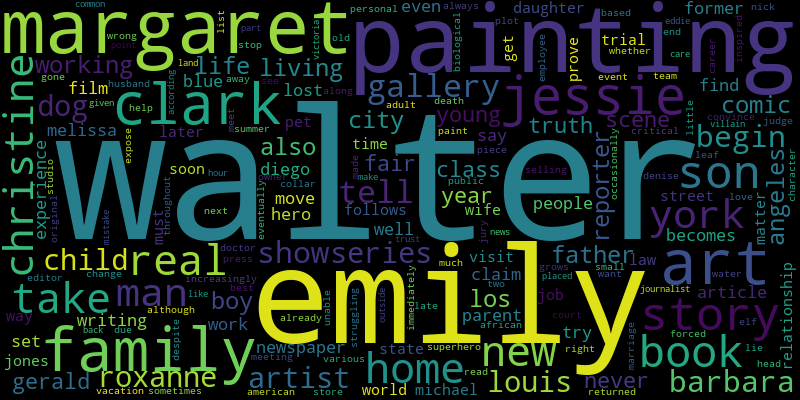 common
personal
even
always
daughter
former
nick
margaret
list
painting
wrong
point
part
stop
old
victoria
biological
plot
based
eddie
end
get
prove
trial
whether
care
career
inspired
working
life
living
land
gone
film
dog
blue
lost
away
gallery
employee
event
team
find
husband
see
along
jessie
christine
clark
given
help
according
pet
adult
death
city
young
paint
scene
comic
villain
judge
convince
little
melissa
expose
later
meet
summer
time
say
piece
truth
critical
begin
walter
also
made
experience
studio
soon
hour
owner
diego
fair
class
reporter
denise
leaf
son
angeles
character
original
must
throughout
collar
move
make
tell
year
public
selling
occasionally
york
street
love
mistake
next
eventually
hero
follows
wife
people
becomes
matter
well
jury
news
real
doctor
press
showseries
trust
father
law
water
child
much
visit
small
art
editor
change
increasingly
best
emily
immediately
claim
want
journalist
article
relationship
take
man
although
like
boy
already
unable
struggling
outside
los
two
grows
placed
job
story
way
writing
work
parent
late
african
court
elf
family
back
due
despite
newspaper
various
state
superhero
try
forced
lie
set
new
right
marriage
book
head
jones
meeting
home
read
gerald
roxanne
artist
world
michael
louis
never
returned
barbara
vacation
sometimes
american
store